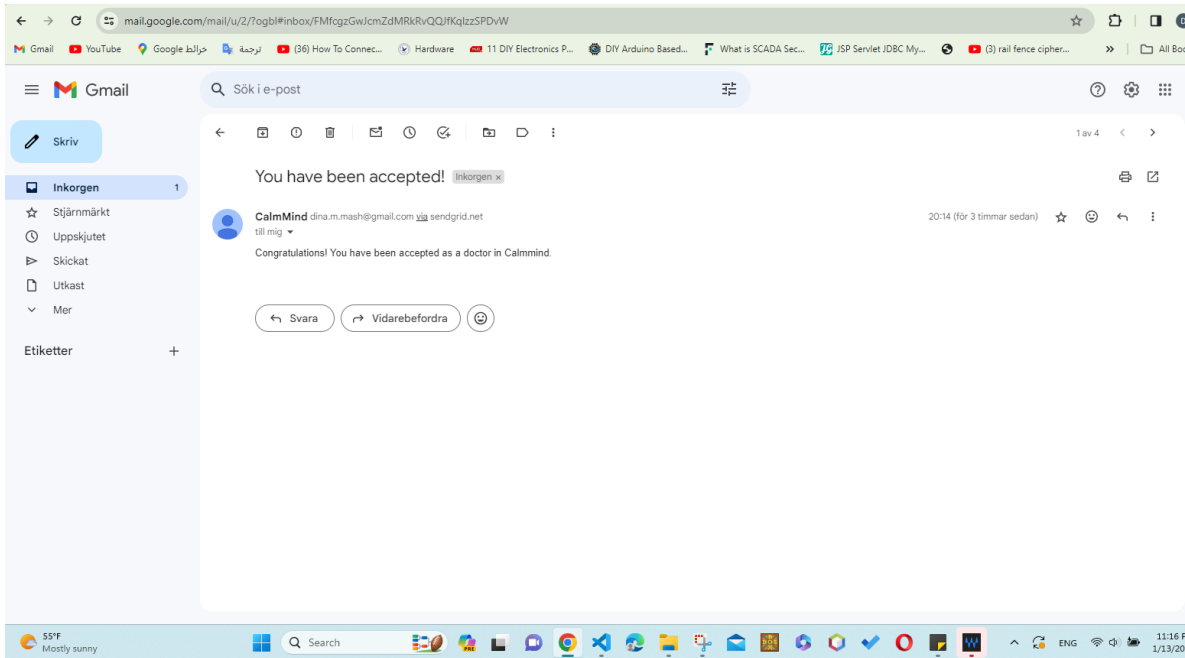 mail.google.com/mail/u/2/?ogbl#inbox/FMfcgzGwJcmZdMRkRvQQJfKqlzzSPDvW
Gmail YouTube خرائط Google ترجمة (36) How To Connec... Hardware 11 DIY Electronics P... DIY Arduino Based... What is SCADA Sec... JSP Servlet JDBC My... (3) rail fence cipher... » All Boo
Gmail Sök i e-post
Skriv 1 av 4
You have been accepted! Inkorgen ×
Inkorgen 1
Stjärnmärkt
CalmMind dina.m.mash@gmail.com via sendgrid.net 20:14 (för 3 timmar sedan)
till mig
Uppskjutet
Congratulations! You have been accepted as a doctor in Calmmind.
Skickat
Utkast
Mer
Svara Vidarebefordra
Etiketter +
55°F
Mostly sunny
Search
PRE
DOS
ENG
11:16 P
1/13/20